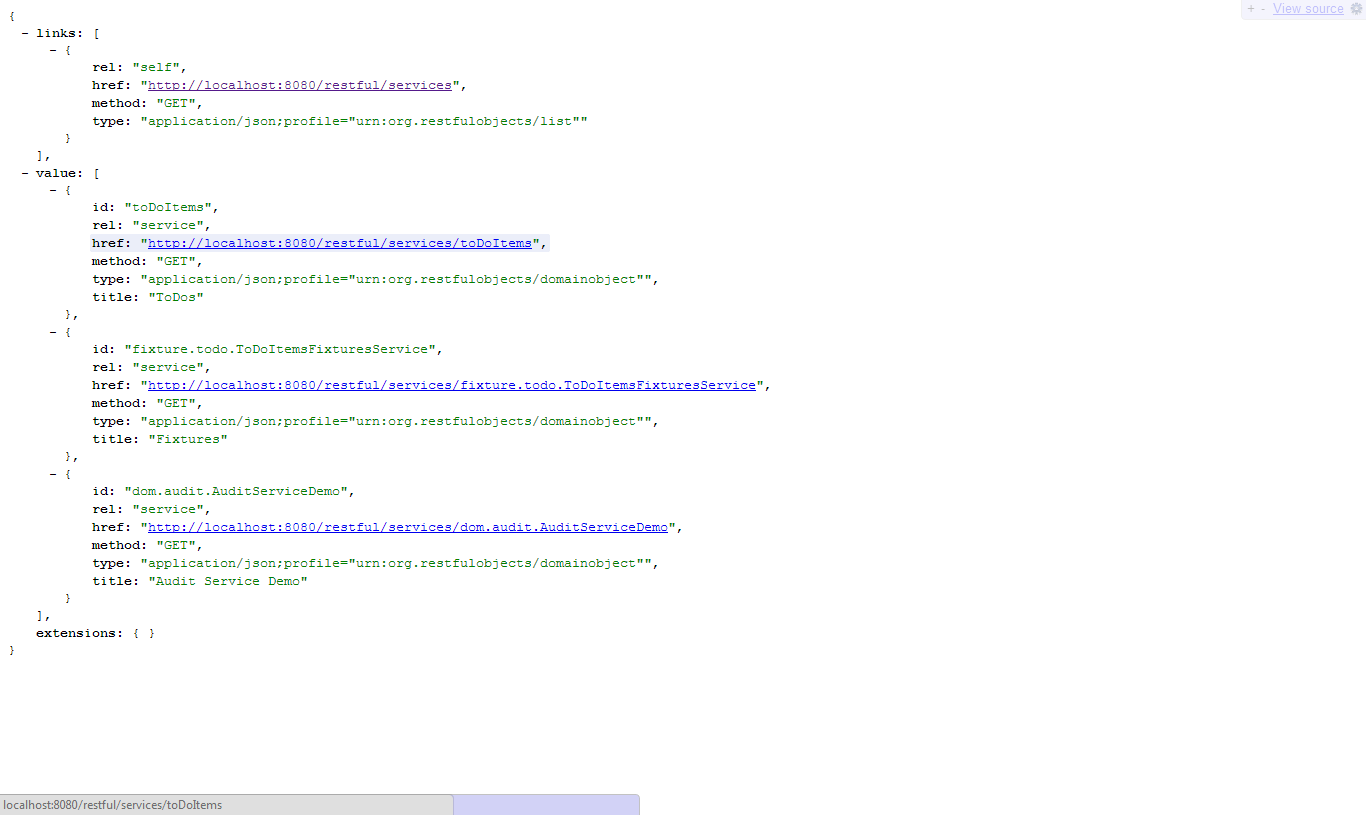 + - View source
{
- links: [
- {
rel: "self",
href: "http://localhost:8080/restful/services",
method: "GET",
type: "application/json;profile="urn:org.restfulobjects/list""
}
],
- value: [
- {
id: "toDoItems",
rel: "service",
href: "http://localhost:8080/restful/services/toDoItems",
method: "GET",
type: "application/json;profile="urn:org.restfulobjects/domainobject"",
title: "ToDos"
},
- {
id: "fixture.todo.ToDoItemsFixturesService",
rel: "service",
href: "http://localhost:8080/restful/services/fixture.todo.ToDoItemsFixturesService",
method: "GET",
type: "application/json;profile="urn:org.restfulobjects/domainobject"",
title: "Fixtures"
},
- {
id: "dom.audit.AuditServiceDemo",
rel: "service",
href: "http://localhost:8080/restful/services/dom.audit.AuditServiceDemo",
method: "GET",
type: "application/json;profile="urn:org.restfulobjects/domainobject"",
title: "Audit Service Demo"
}
],
extensions: { }
}
localhost:8080/restful/services/toDoItems